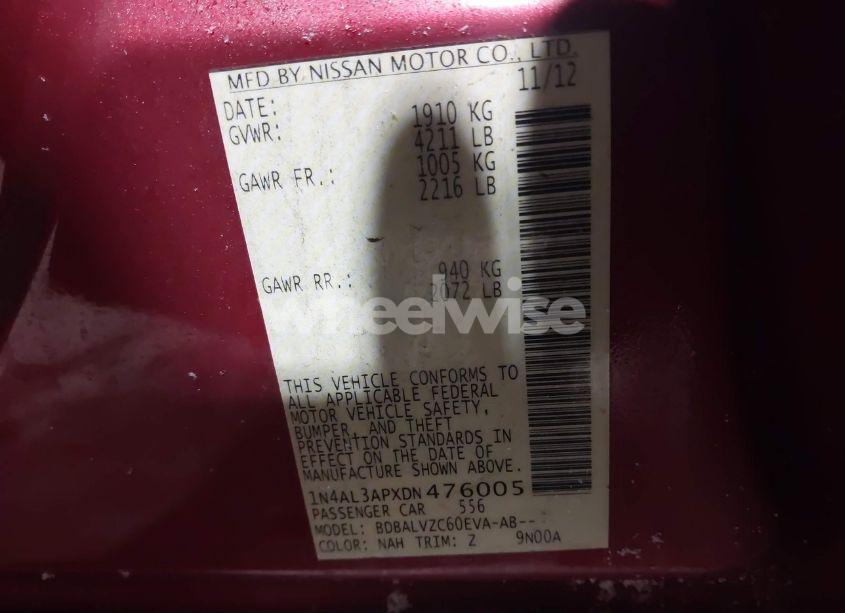 MFD BY NISSAN MOTOR CO., LTD.
DATE: 11/12
GVWR: 1910 KG
4211 LB
GAWR FR.: 1005 KG
2216 LB
GAWR RR.: 940 KG
2072 LB
wheelwise
THIS VEHICLE CONFORMS TO
ALL APPLICABLE FEDERAL
MOTOR VEHICLE SAFETY,
BUMPER, AND THEFT
PREVENTION STANDARDS IN
EFFECT ON THE DATE OF
MANUFACTURE SHOWN ABOVE.
1N4AL3APXDN476005
PASSENGER CAR 556
MODEL: BDBALVZC60EVA-AB--
COLOR: NAH TRIM: Z 9N00A